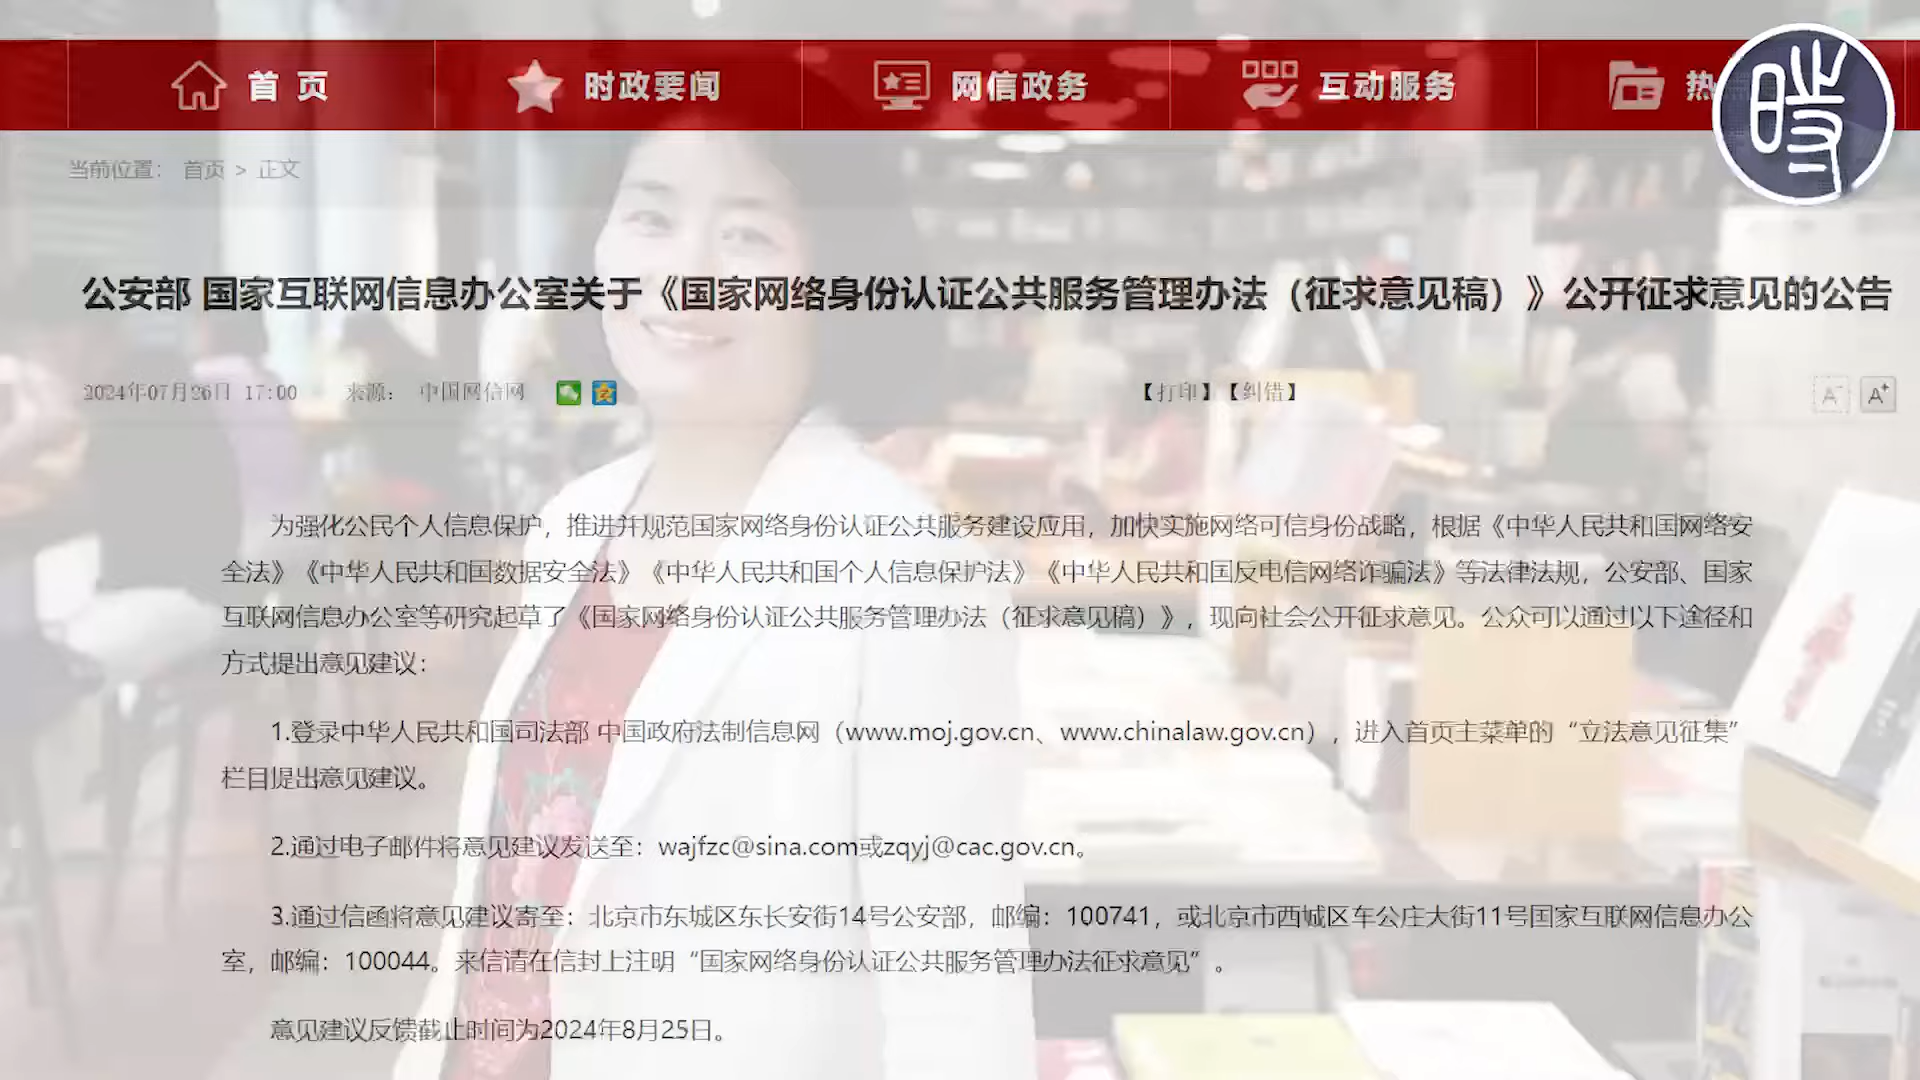 首页 时政要闻 网信政务 互动服务 热
時
当前位置： 首页 > 正文
公安部 国家互联网信息办公室关于《国家网络身份认证公共服务管理办法（征求意见稿）》公开征求意见的公告
2024年07月26日 17:00 来源： 中国网信网 【打印】【纠错】 A- A+
为强化公民个人信息保护，推进并规范国家网络身份认证公共服务建设应用，加快实施网络可信身份战略，根据《中华人民共和国网络安
全法》《中华人民共和国数据安全法》《中华人民共和国个人信息保护法》《中华人民共和国反电信网络诈骗法》等法律法规，公安部、国家
互联网信息办公室等研究起草了《国家网络身份认证公共服务管理办法（征求意见稿）》，现向社会公开征求意见。公众可以通过以下途径和
方式提出意见建议：
1.登录中华人民共和国司法部 中国政府法制信息网（www.moj.gov.cn、www.chinalaw.gov.cn），进入首页主菜单的“立法意见征集”
栏目提出意见建议。
2.通过电子邮件将意见建议发送至：wajfzc@sina.com或zqyj@cac.gov.cn。
3.通过信函将意见建议寄至：北京市东城区东长安街14号公安部，邮编：100741，或北京市西城区车公庄大街11号国家互联网信息办公
室，邮编：100044。来信请在信封上注明“国家网络身份认证公共服务管理办法征求意见”。
意见建议反馈截止时间为2024年8月25日。